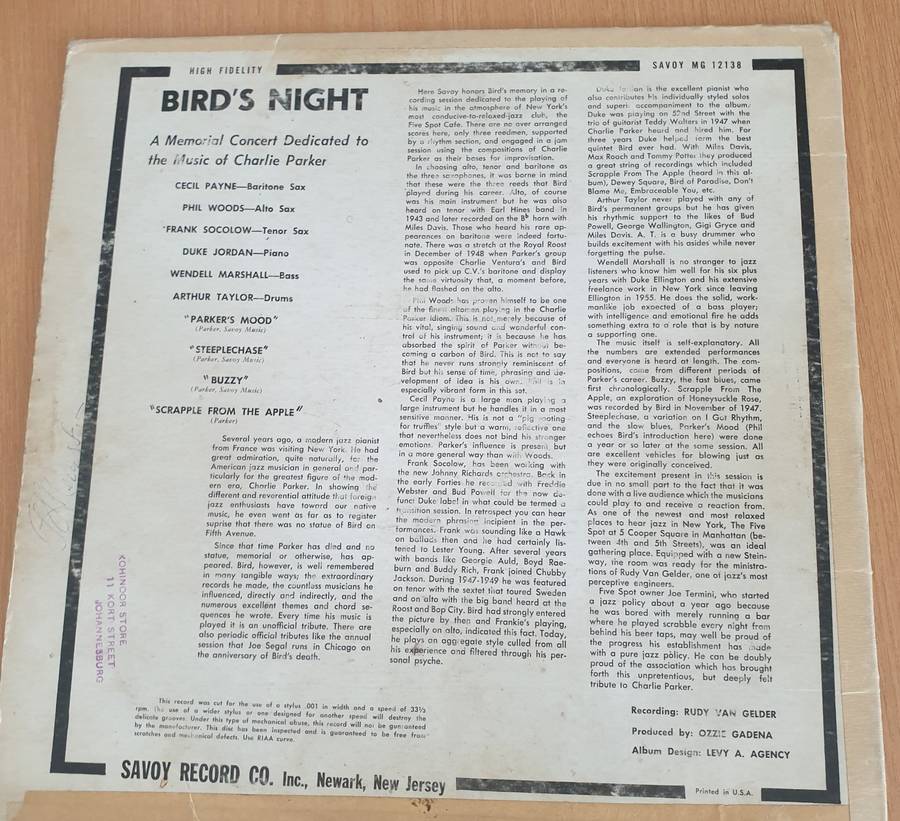 HIGH FIDELITY
SAVOY MG 12138
BIRD'S NIGHT
A Memorial Concert Dedicated to
the Music of Charlie Parker
CECIL PAYNE—Baritone Sax
PHIL WOODS—Alto Sax
FRANK SOCOLOW—Tenor Sax
DUKE JORDAN—Piano
WENDELL MARSHALL—Bass
ARTHUR TAYLOR—Drums
"PARKER'S MOOD"
(Parker, Savoy Music)
"STEEPLECHASE"
(Parker, Savoy Music)
"BUZZY"
(Parker, Savoy Music)
"SCRAPPLE FROM THE APPLE"
(Parker)
Several years ago, a modern jazz pianist
from France was visiting New York. He had
great admiration, quite naturally, for the
American jazz musician in general and par-
ticularly for the greatest figure of the mod-
ern era, Charlie Parker. In showing the
different and reverential attitude that foreign
jazz enthusiasts have toward our native
music, he even went so far as to register
suprise that there was no statue of Bird on
Fifth Avenue.
Since that time Parker has died and no
statue, memorial or otherwise, has ap-
peared. Bird, however, is well remembered
in many tangible ways; the extraordinary
records he made, the countless musicians he
influenced, directly and indirectly, and the
numerous excellent themes and chord se-
quences he wrote. Every time his music is
played it is an unofficial tribute. There are
also periodic official tributes like the annual
session that Joe Segal runs in Chicago on
the anniversary of Bird's death.
Here Savoy honors Bird's memory in a re-
cording session dedicated to the playing of
his music in the atmosphere of New York's
most conducive-to-relaxed-jazz club, the
Five Spot Cafe. There are no over arranged
scores here, only three reedmen, supported
by a rhythm section, and engaged in a jam
session using the compositions of Charlie
Parker as their bases for improvisation.
In choosing alto, tenor and baritone as
the three saxophones, it was borne in mind
that these were the three reeds that Bird
played during his career. Alto, of course
was his main instrument but he was also
heard on tenor with Earl Hines band in
1943 and later recorded on the Bb horn with
Miles Davis. Those who heard his rare ap-
pearances on baritone were indeed fortu-
nate. There was a stretch at the Royal Roost
in December of 1948 when Parker's group
was opposite Charlie Ventura's and Bird
used to pick up C.V.'s baritone and display
the same virtuosity that, a moment before,
he had flashed on the alto.
Phil Woods has proven himself to be one
of the finest altomen playing in the Charlie
Parker idiom. This is not merely because of
his vital, singing sound and wonderful con-
trol of his instrument; it is because he has
absorbed the spirit of Parker without be-
coming a carbon of Bird. This is not to say
that he never runs strongly reminiscent of
Bird but his sense of time, phrasing and de-
velopment of idea is his own. Phil is in
especially vibrant form in this set.
Cecil Payne is a large man playing a
large instrument but he handles it in a most
sensitive manner. His is not a "pig rooting
for truffles" style but a warm, reflective one
that nevertheless does not bind his stronger
emotions. Parker's influence is present but
in a more general way than with Woods.
Frank Socolow, has been working with
the new Johnny Richards orchestra. Back in
the early Forties he recorded with Freddie
Webster and Bud Powell for the now de-
funct Duke label in what could be termed a
transition session. In retrospect you can hear
the modern phrasing incipient in the per-
formances. Frank was sounding like a Hawk
on ballads then and he had certainly lis-
tened to Lester Young. After several years
with bands like Georgie Auld, Boyd Rae-
burn and Buddy Rich, Frank joined Chubby
Jackson. During 1947-1949 he was featured
on tenor with the sextet that toured Sweden
and on alto with the big band heard at the
Roost and Bop City. Bird had strongly entered
the picture by then and Frankie's playing,
especially on alto, indicated this fact. Today,
he plays an aggregate style culled from all
his experience and filtered through his per-
sonal psyche.
Duke Jordan is the excellent pianist who
also contributes his individually styled solos
and superb accompaniment to the album.
Duke was playing on 52nd Street with the
trio of guitarist Teddy Walters in 1947 when
Charlie Parker heard and hired him. For
three years Duke helped form the best
quintet Bird ever had. With Miles Davis,
Max Roach and Tommy Potter they produced
a great string of recordings which included
Scrapple From The Apple (heard in this al-
bum), Dewey Square, Bird of Paradise, Don't
Blame Me, Embraceable You, etc.
Arthur Taylor never played with any of
Bird's permanent groups but he has given
his rhythmic support to the likes of Bud
Powell, George Wallington, Gigi Gryce and
Miles Davis. A. T. is a busy drummer who
builds excitement with his asides while never
forgetting the pulse.
Wendell Marshall is no stranger to jazz
listeners who know him well for his six plus
years with Duke Ellington and his extensive
freelance work in New York since leaving
Ellington in 1955. He does the solid, work-
manlike job expected of a bass player;
with intelligence and emotional fire he adds
something extra to a role that is by nature
a supporting one.
The music itself is self-explanatory. All
the numbers are extended performances
and everyone is heard at length. The com-
positions, come from different periods of
Parker's career. Buzzy, the fast blues, came
first chronologically. Scrapple From The
Apple, an exploration of Honeysuckle Rose,
was recorded by Bird in November of 1947.
Steeplechase, a variation on I Got Rhythm,
and the slow blues, Parker's Mood (Phil
echoes Bird's introduction here) were done
a year or so later at the same session. All
are excellent vehicles for blowing just as
they were originally conceived.
The excitement present in this session is
due in no small part to the fact that it was
done with a live audience which the musicians
could play to and receive a reaction from.
As one of the newest and most relaxed
places to hear jazz in New York, The Five
Spot at 5 Cooper Square in Manhattan (be-
tween 4th and 5th Streets), was an ideal
gathering place. Equipped with a new Stein-
way, the room was ready for the ministra-
tions of Rudy Van Gelder, one of jazz's most
perceptive engineers.
Five Spot owner Joe Termini, who started
a jazz policy about a year ago because
he was bored with merely running a bar
where he played scrabble every night from
behind his beer taps, may well be proud of
the progress his establishment has made
with a pure jazz policy. He can be doubly
proud of the association which has brought
forth this unpretentious, but deeply felt
tribute to Charlie Parker.
Recording: RUDY VAN GELDER
Produced by: OZZIE CADENA
Album Design: LEVY A. AGENCY
KOHINOOR STORE
11 KORT STREET
JOHANNESBURG
This record was cut for the use of a stylus .001 in width and a speed of 33⅓
rpm. The use of a wider stylus or one designed for another speed will destroy the
delicate grooves. Under this type of mechanical abuse, this record will not be guaranteed
by the manufacturer. This disc has been inspected and is guaranteed to be free from
scratches and mechanical defects. Use RIAA curve.
SAVOY RECORD CO. Inc., Newark, New Jersey
Printed in U.S.A.